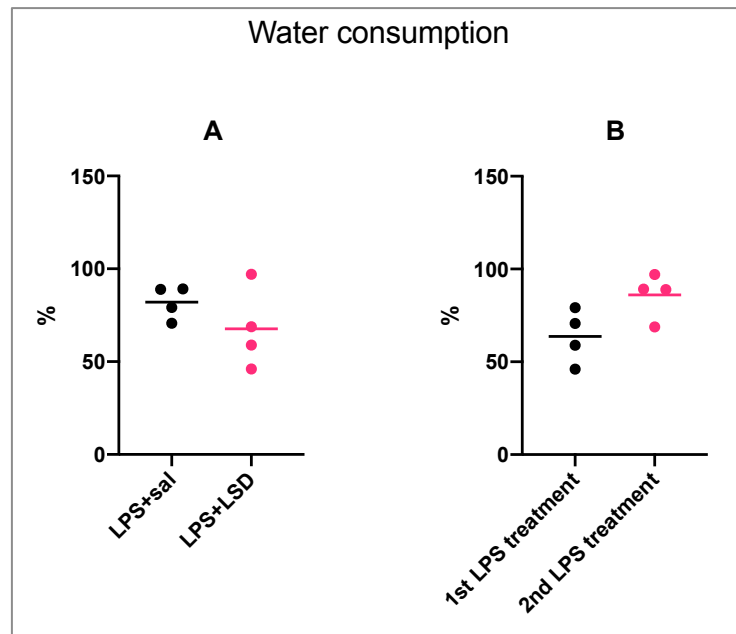 Water consumption
A
150
100
50
0
%
LPS+sal
LPS+LSD
B
150
100
50
0
%
1st LPS treatment
2nd LPS treatment